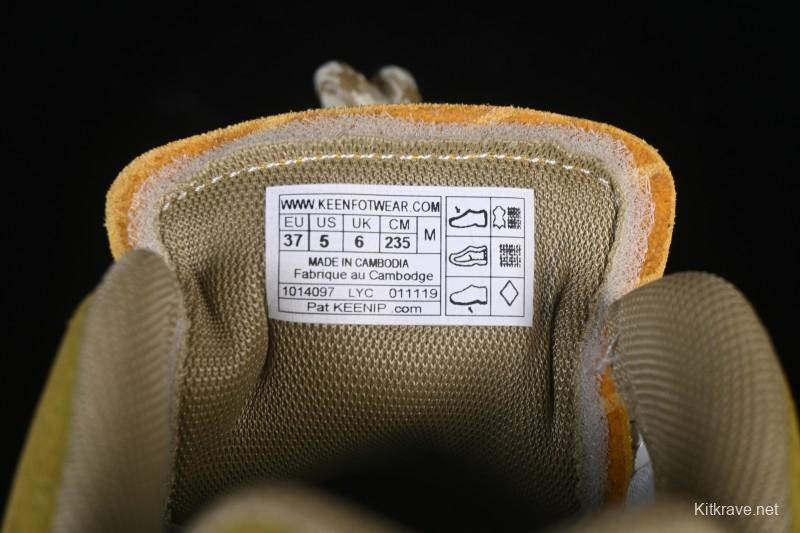 WWW.KEENFOTWEAR.COM
EU US UK CM M
37 5 6 235
MADE IN CAMBODIA
Fabrique au Cambodge
1014097 LYC 011119
Pat KEENIP .com
Kitkrave.net